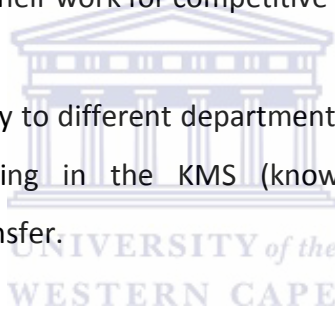 their work for competitive
y to different department
ing in the KMS (know
nsfer.
UNIVERSITY of the
WESTERN CAPE